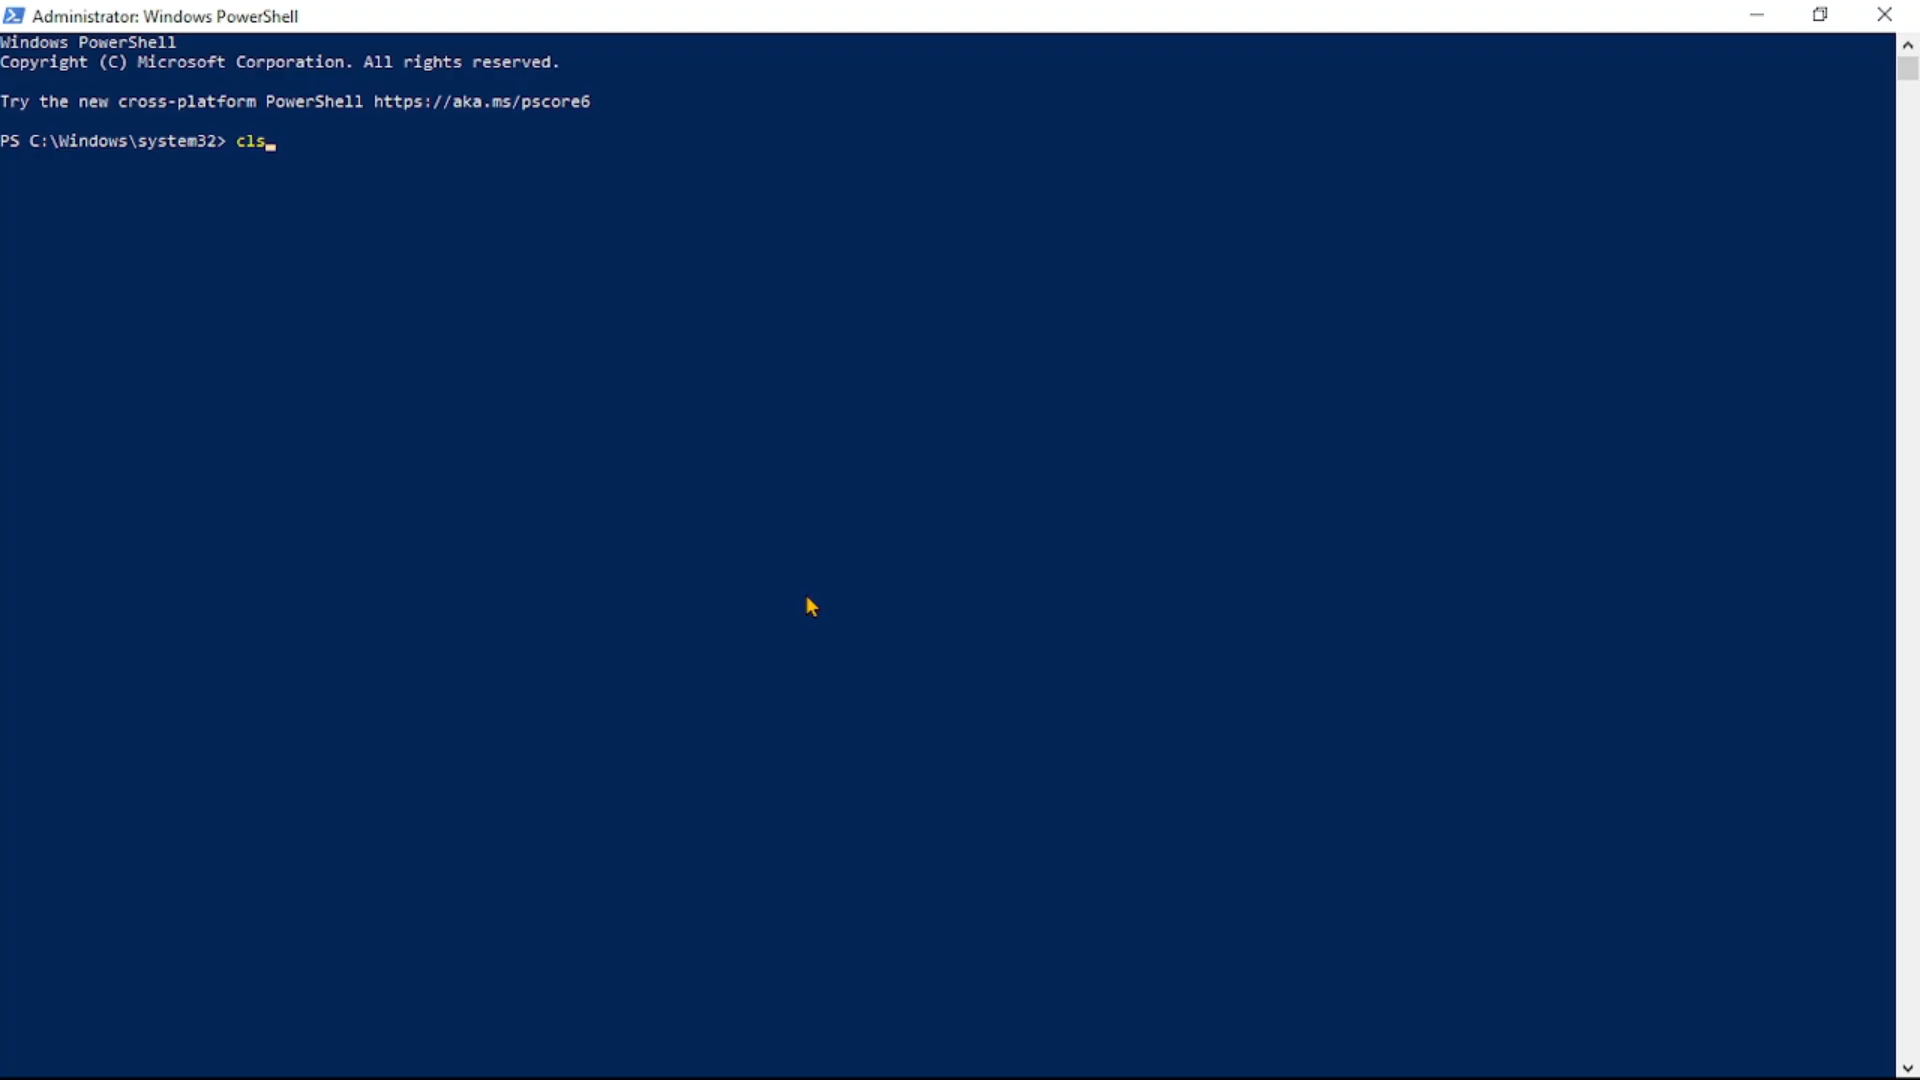 Administrator: Windows PowerShell
Windows PowerShell
Copyright (C) Microsoft Corporation. All rights reserved.
Try the new cross-platform PowerShell https://aka.ms/pscore6
PS C:\Windows\system32> cls